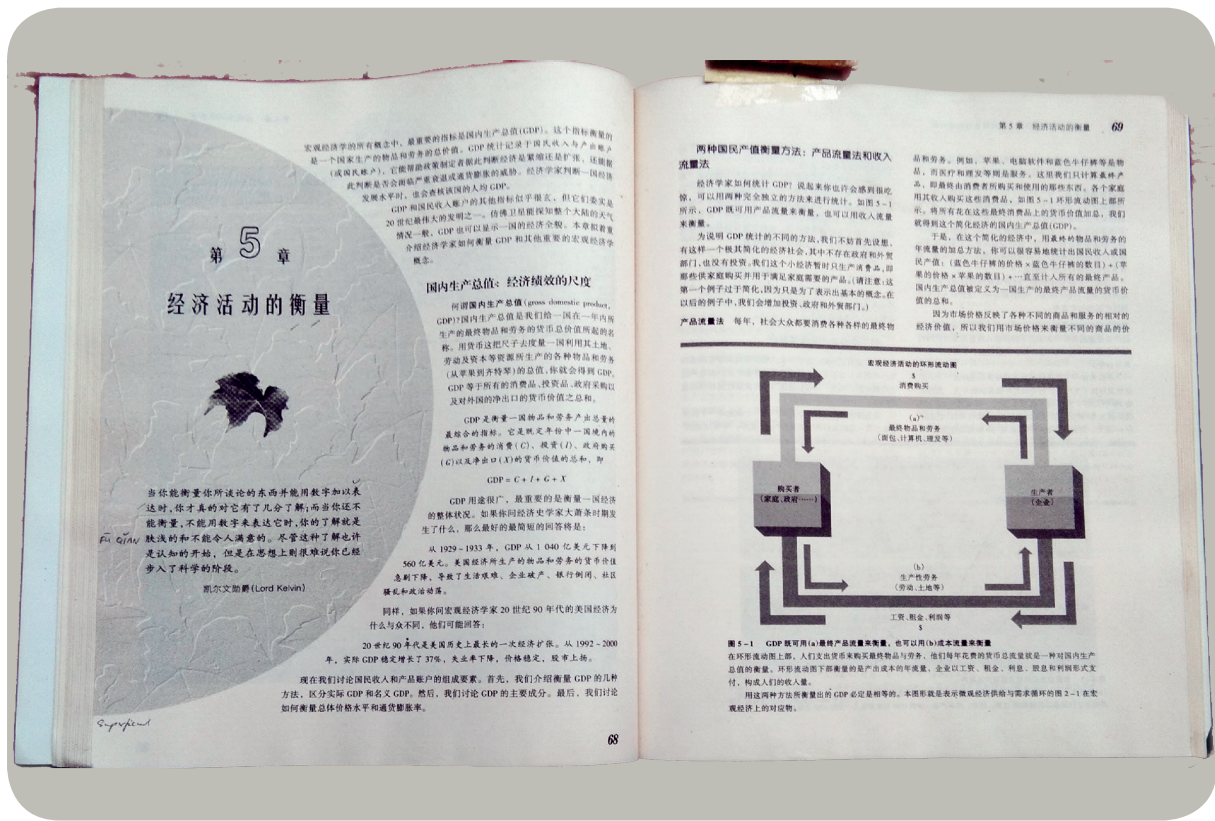 第5章
经济活动的衡量
当你能衡量你所谈论的东西并能用数字加以表
达时,你才真的对它有了几分了解;而当你还不
能衡量,不能用数字来表达它时,你的了解就是
肤浅的和不能令人满意的。尽管这种了解也许
是认知的开始,但是在思想上则很难说你已经
步入了科学的阶段。
凯尔文勋爵(Lord Kelvin)
FU QIAN
superficial
宏观经济学的所有概念中,最重要的指标是国内生产总值(GDP)。这个指标衡量的
是一个国家生产的物品和劳务的总价值。GDP统计记录于国民收入与产出账户
(或国民账户),它能帮助政策制定者据此判断经济是紧缩还是扩张,还能据
此判断是否会面临严重衰退或通货膨胀的威胁。经济学家判断一国经济
发展水平时,也会查核该国的人均GDP。
GDP和国民收入账户的其他指标似乎很玄,但它们委实是
20世纪最伟大的发明之一。仿佛卫星能探知整个大陆的天气
情况一般,GDP也可以显示一国的经济全貌。本章拟着重
介绍经济学家如何衡量GDP和其他重要的宏观经济学
概念。
国内生产总值:经济绩效的尺度
何谓国内生产总值(gross domestic product,
GDP)?国内生产总值是我们给一国在一年内所
生产的最终物品和劳务的货币总价值所起的名
称。用货币这把尺子去度量一国利用其土地、
劳动及资本等资源所生产的各种物品和劳务
(从苹果到齐特琴)的总值,你就会得到GDP。
GDP等于所有的消费品、投资品、政府采购以
及对外国的净出口的货币价值之总和。
GDP是衡量一国物品和劳务产出总量的
最综合的指标。它是既定年份中一国境内的
物品和劳务的消费(C)、投资(I)、政府购买
(G)以及净出口(X)的货币价值的总和,即
GDP = C + I + G + X
GDP用途很广,最重要的是衡量一国经济
的整体状况。如果你问经济史学家大萧条时期发
生了什么,那么最好的最简短的回答将是:
从1929~1933年,GDP从1 040亿美元下降到
560亿美元。美国经济所生产的物品和劳务的货币价值
急剧下降,导致了生活艰难、企业破产、银行倒闭、社区
骚乱和政治动荡。
同样,如果你问宏观经济学家20世纪90年代的美国经济为
什么与众不同,他们可能回答:
20世纪90年代是美国历史上最长的一次经济扩张。从1992~2000
年,实际GDP稳定增长了37%,失业率下降,价格稳定,股市上扬。
现在我们讨论国民收入和产品账户的组成要素。首先,我们介绍衡量GDP的几种
方法,区分实际GDP和名义GDP。然后,我们讨论GDP的主要成分。最后,我们讨论
如何衡量总体价格水平和通货膨胀率。
68
第5章 经济活动的衡量 69
两种国民产值衡量方法:产品流量法和收入
流量法
经济学家如何统计GDP?说起来你也许会感到很吃
惊,可以用两种完全独立的方法来进行统计。如图5-1
所示,GDP既可用产品流量来衡量,也可以用收入流量
来衡量。
为说明GDP统计的不同的方法,我们不妨首先设想,
有这样一个极其简化的经济社会,其中不存在政府和外贸
部门,也没有投资。我们这个小经济暂时只生产消费品,即
那些供家庭购买并用于满足家庭需要的产品。(请注意:这
第一个例子过于简化,因为只是为了表示出基本的概念。在
以后的例子中,我们会增加投资、政府和外贸部门。)
产品流量法 每年,社会大众都要消费各种各样的最终物
品和劳务。例如,苹果、电脑软件和蓝色牛仔裤等是物
品,而医疗和理发等则是服务。这里我们只计算最终产
品,即最终由消费者所购买和使用的那些东西。各个家庭
用其收入购买这些消费品,如图5-1环形流动图上部所
示。将所有花在这些最终消费品上的货币价值加总,我们
就得到这个简化经济的国内生产总值(GDP)。
于是,在这个简化的经济中,用最终的物品和劳务的
年流量的加总方法,你可以很容易地统计出国民收入或国
民产值:(蓝色牛仔裤的价格×蓝色牛仔裤的数目)+(苹
果的价格×苹果的数目)+…直至计入所有的最终产品。
国内生产总值被定义为一国生产的最终产品流量的货币价
值的总和。
因为市场价格反映了各种不同的商品和服务的相对的
经济价值,所以我们用市场价格来衡量不同的商品的价
宏观经济活动的环形流动图
$
消费购买
(a)
最终物品和劳务
(面包、计算机、理发等)
购买者
(家庭、政府……)
生产者
(企业)
(b)
生产性劳务
(劳动、土地等)
工资、租金、利润等
$
图5-1 GDP既可用(a)最终产品流量来衡量,也可以用(b)成本流量来衡量
在环形流动图上部,人们支出货币来购买最终物品与劳务,他们每年花费的货币总流量就是一种对国内生产
总值的衡量。环形流动图下部衡量的是产出成本的年流量,企业以工资、租金、利息、股息和利润形式支
付,构成人们的收入量。
用这两种方法所衡量出的GDP必定是相等的。本图形就是表示微观经济供给与需求循环的图2-1在宏
观经济上的对应物。